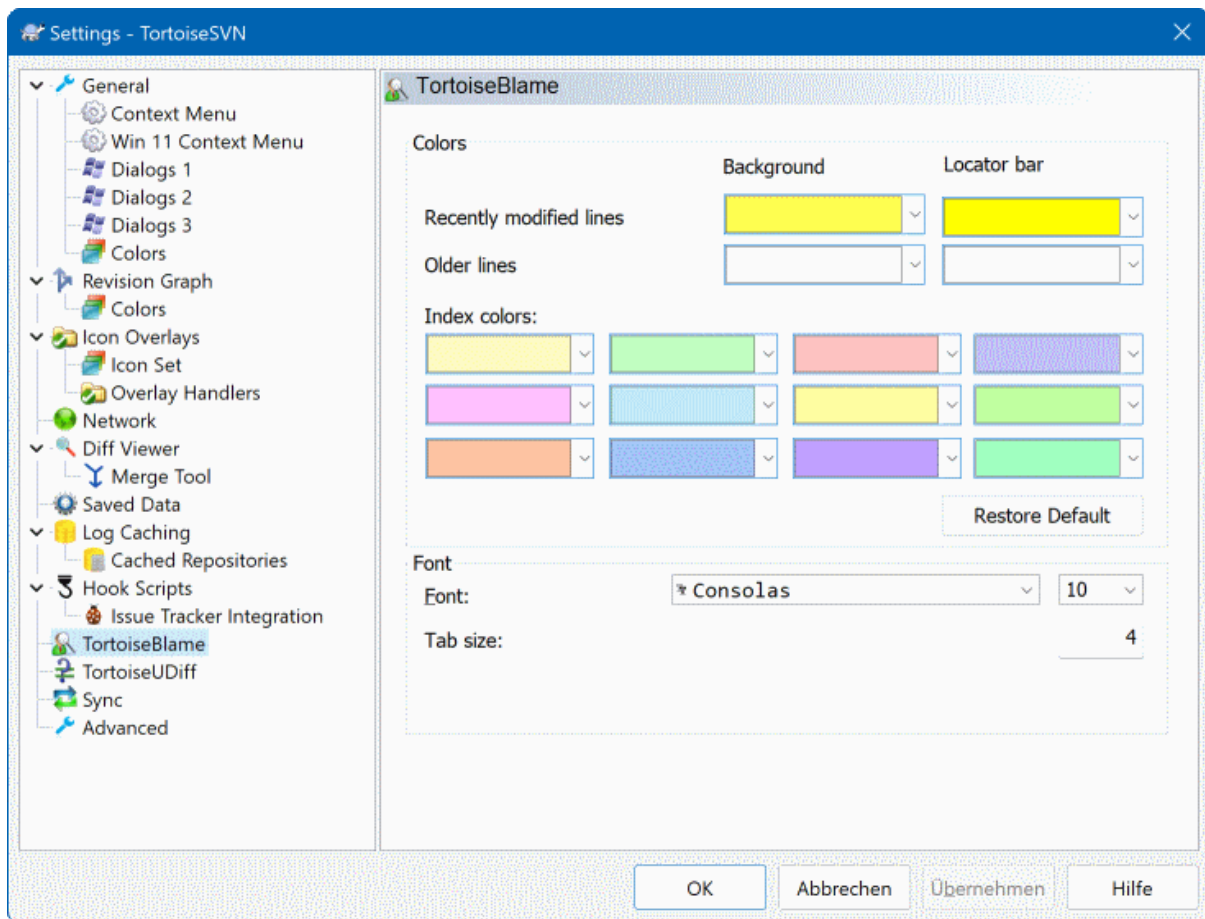 Settings - TortoiseSVN
General
Context Menu
Win 11 Context Menu
Dialogs 1
Dialogs 2
Dialogs 3
Colors
Revision Graph
Colors
Icon Overlays
Icon Set
Overlay Handlers
Network
Diff Viewer
Merge Tool
Saved Data
Log Caching
Cached Repositories
Hook Scripts
Issue Tracker Integration
TortoiseBlame
TortoiseUDiff
Sync
Advanced
TortoiseBlame
Colors
Background Locator bar
Recently modified lines
Older lines
Index colors:
Restore Default
Font
Font: Consolas 10
Tab size: 4
OK Abbrechen Übernehmen Hilfe